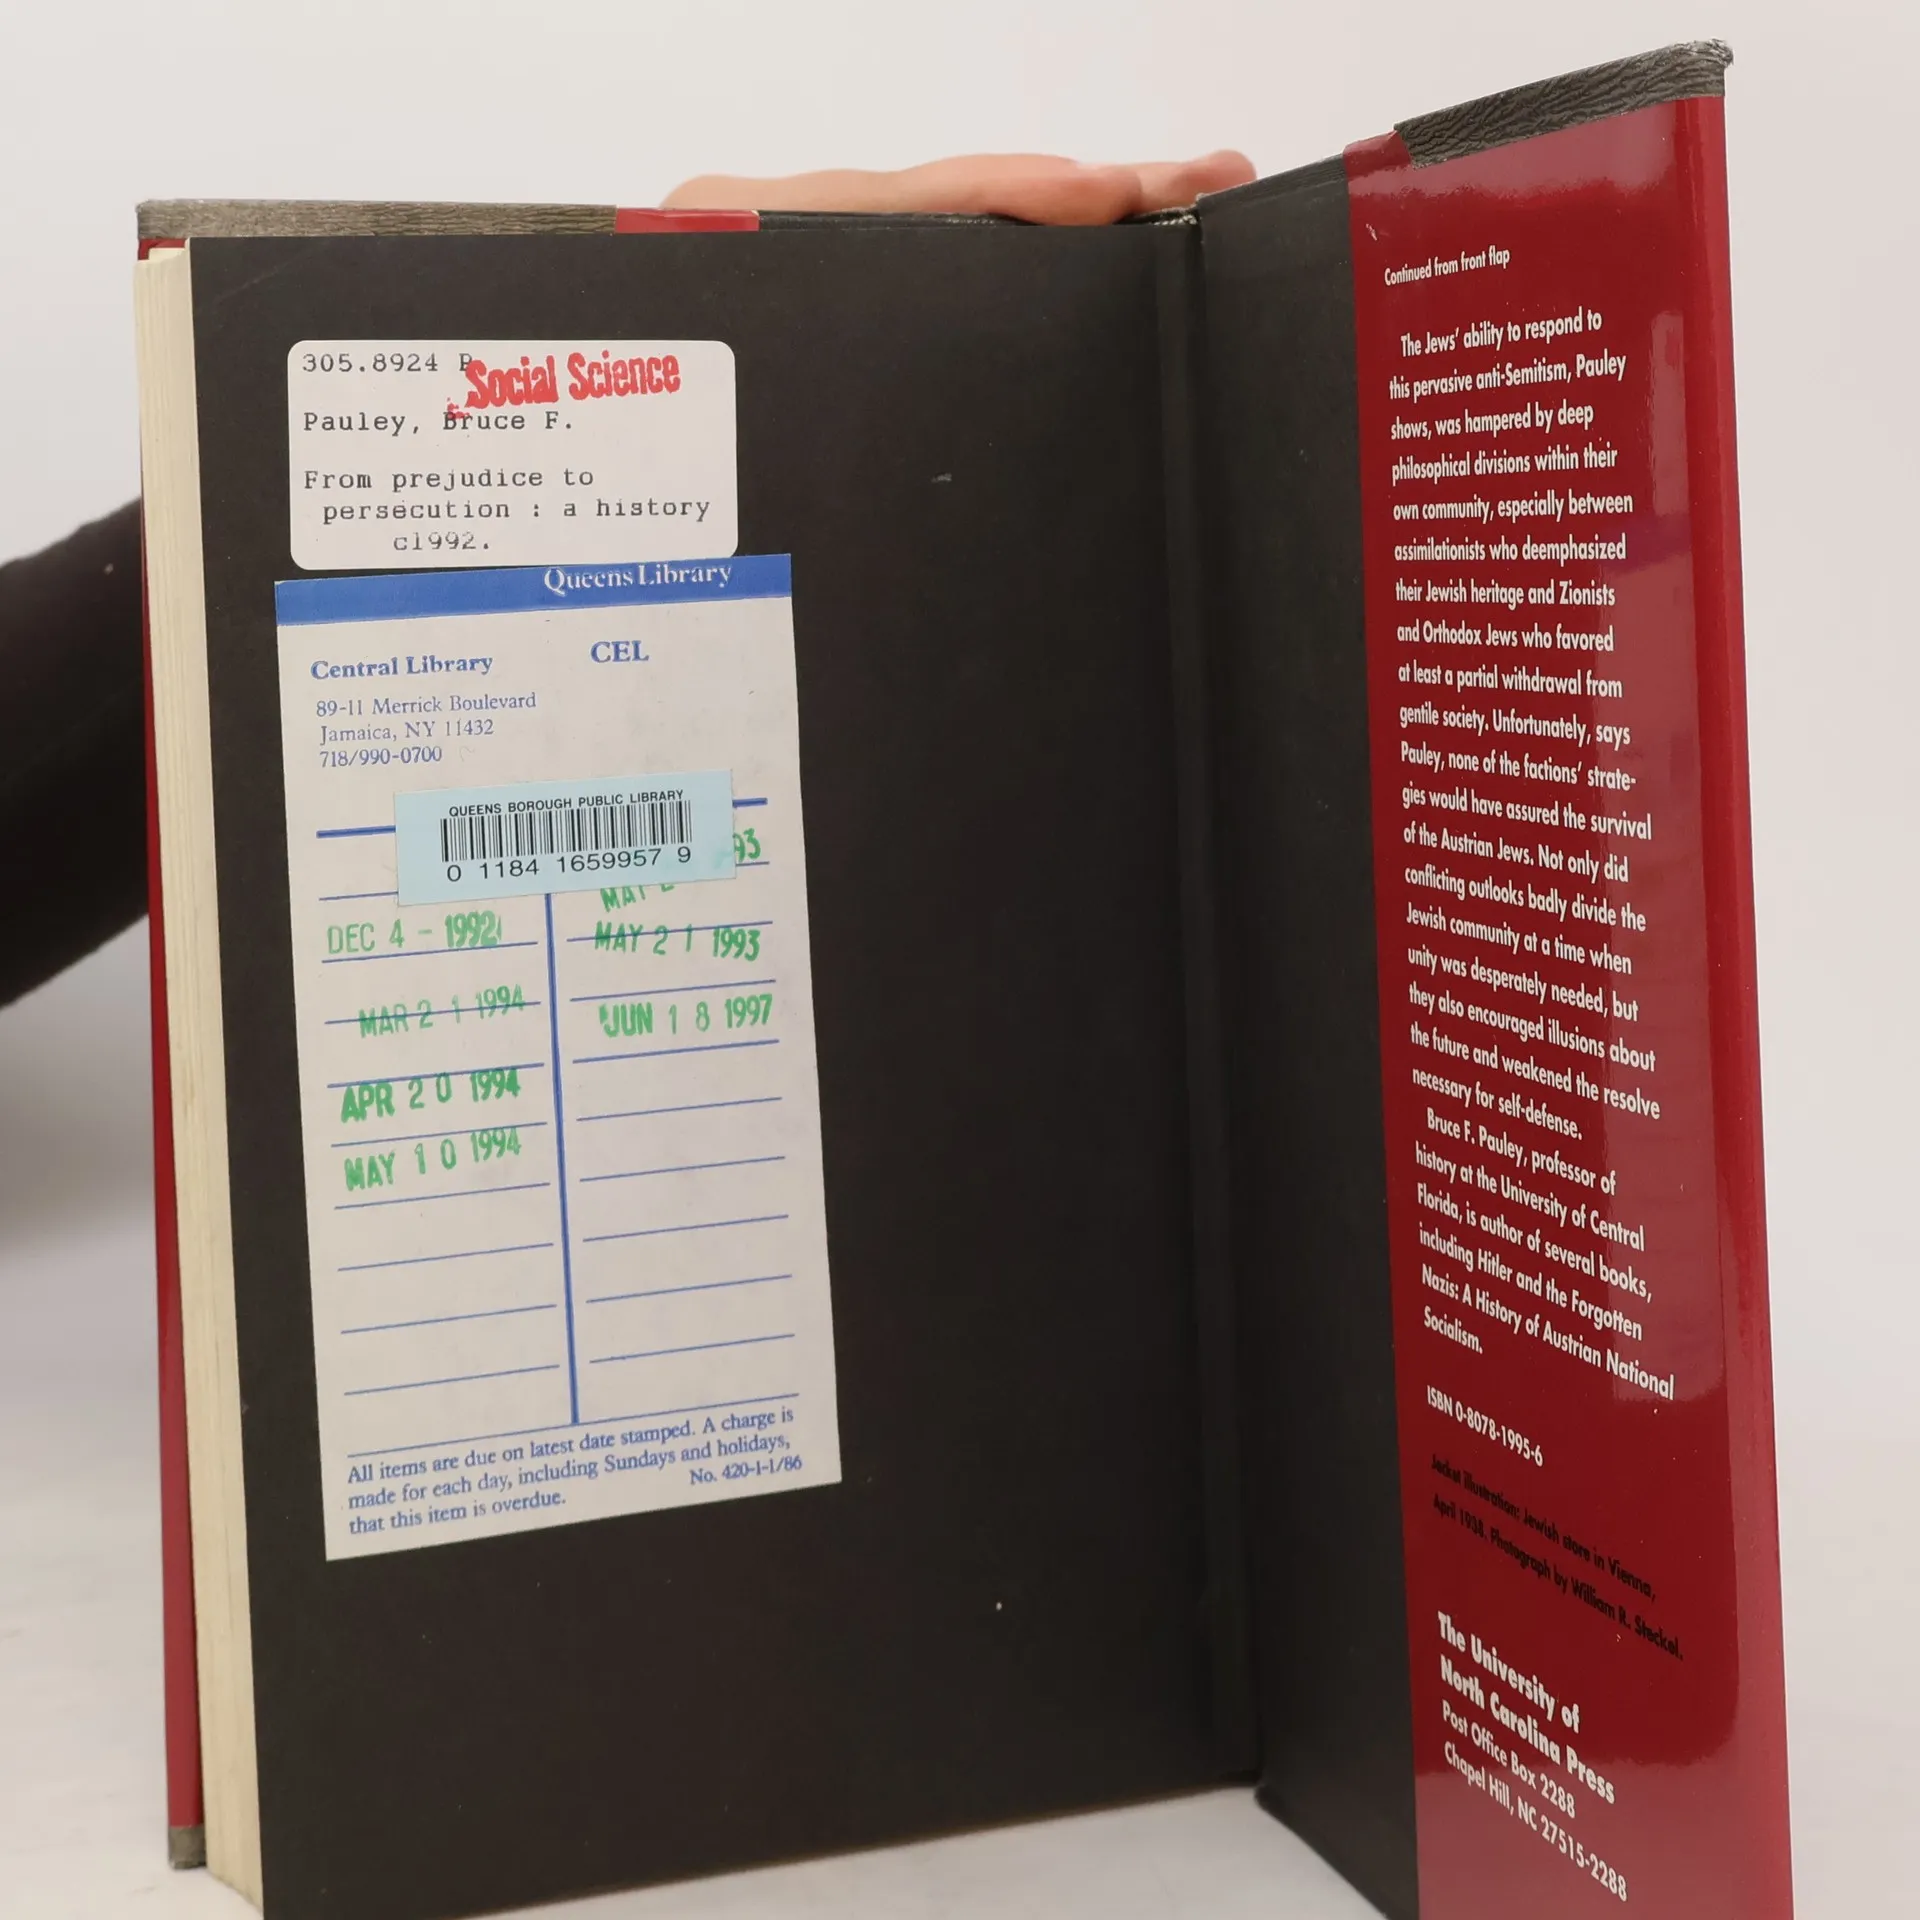 305.8924 P
Social Science
Pauley, Bruce F.
From prejudice to
persecution : a history
c1992.
Queens Library
Central Library
CEL
89-11 Merrick Boulevard
Jamaica, NY 11432
718/990-0700
QUEENS BOROUGH PUBLIC LIBRARY
0 1184 1659957 9
93
MAY
DEC 4 - 1992
MAY 21 1993
MAR 21 1994
JUN 18 1997
APR 20 1994
MAY 10 1994
All items are due on latest date stamped. A charge is
made for each day, including Sundays and holidays,
that this item is overdue.
No. 420-1-1/86
Continued from front flap
The Jews' ability to respond to
this pervasive anti-Semitism, Pauley
shows, was hampered by deep
philosophical divisions within their
own community, especially between
assimilationists who deemphasized
their Jewish heritage and Zionists
and Orthodox Jews who favored
at least a partial withdrawal from
gentile society. Unfortunately, says
Pauley, none of the factions' strate-
gies would have assured the survival
of the Austrian Jews. Not only did
conflicting outlooks badly divide the
Jewish community at a time when
unity was desperately needed, but
they also encouraged illusions about
the future and weakened the resolve
necessary for self-defense.
Bruce F. Pauley, professor of
history at the University of Central
Florida, is author of several books,
including Hitler and the Forgotten
Nazis: A History of Austrian National
Socialism.
ISBN 0-8078-1995-6
Jacket illustration: Jewish store in Vienna,
April 1938. Photograph by William R. Steckel.
The University of
North Carolina Press
Post Office Box 2288
Chapel Hill, NC 27515-2288